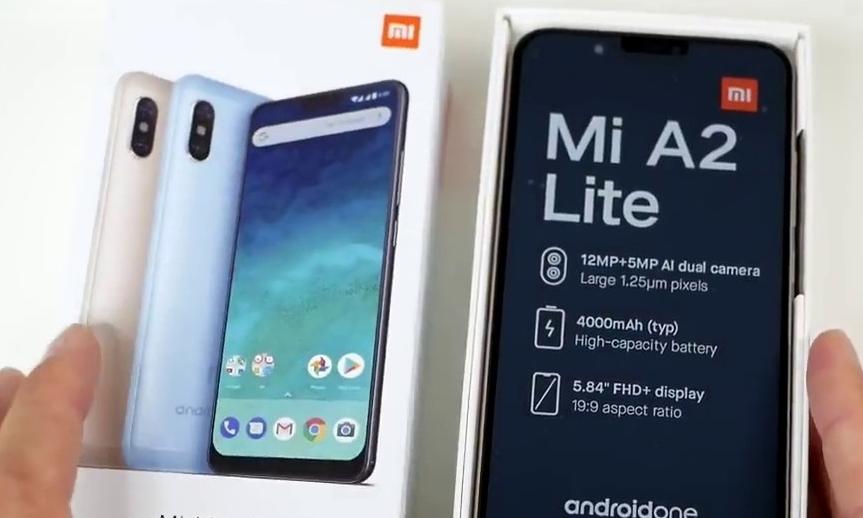 mi
mi
Mi A2
Lite
12MP+5MP AI dual camera
Large 1.25µm pixels
4000mAh (typ)
High-capacity battery
5.84" FHD+ display
19:9 aspect ratio
androidone